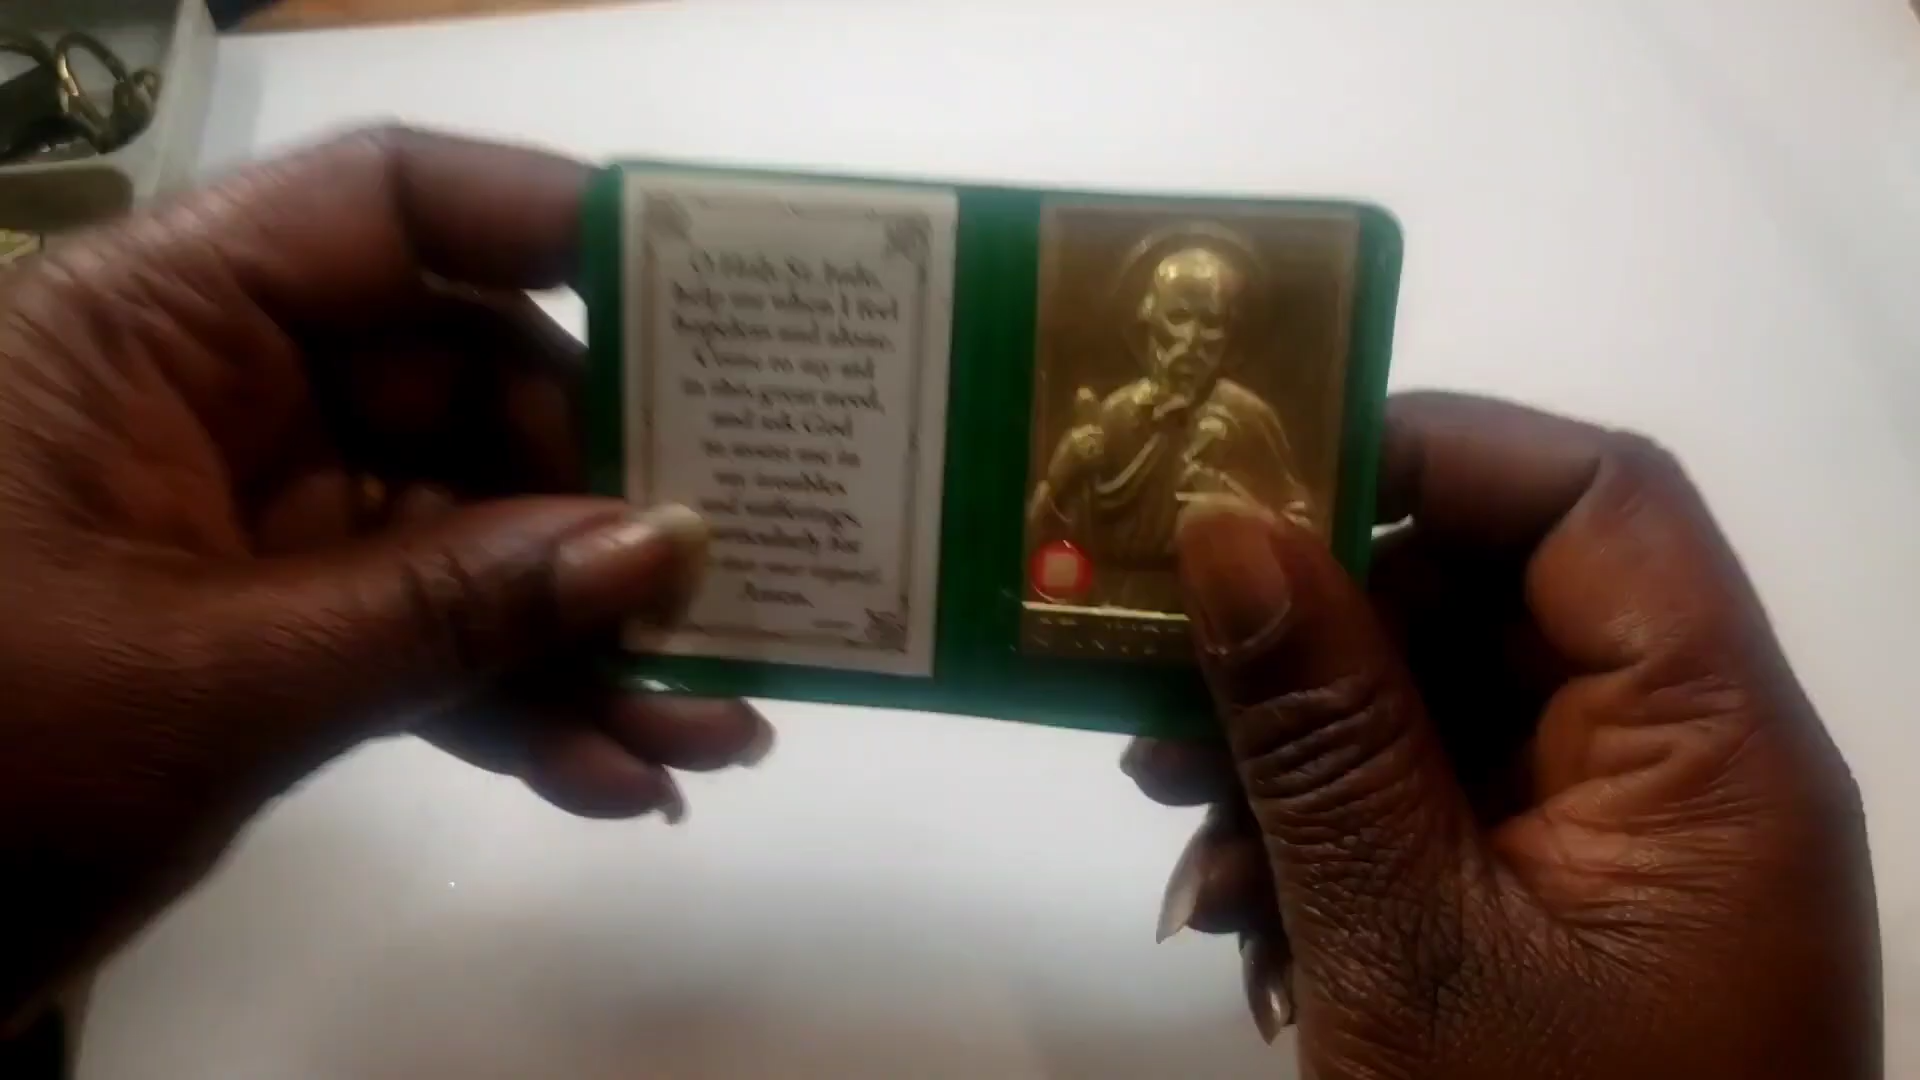 O Holy St. Jude,
help me when I feel
hopeless and alone.
Come to my aid
in this great need,
and ask God
to assist me in
my troubles
and sufferings,
particularly for
Amen.